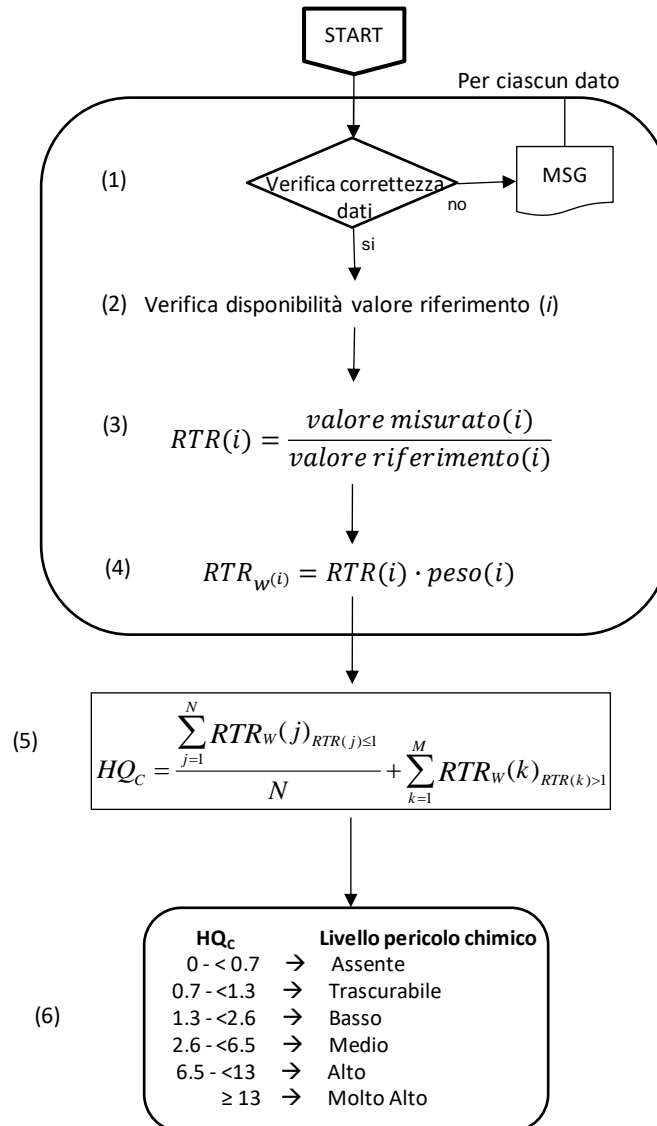 START
Per ciascun dato
(1)
Verifica correttezza
dati
no
MSG
si
(2) Verifica disponibilità valore riferimento (i)
(3)
RTR(i) = valore misurato(i) / valore riferimento(i)
(4)
RTR_w(i) = RTR(i) · peso(i)
(5)
HQ_C = ∑_{j=1}^{N} RTR_W(j)_{RTR(j)≤1} / N + ∑_{k=1}^{M} RTR_W(k)_{RTR(k)>1}
(6)
HQ_C Livello pericolo chimico
0 - < 0.7 → Assente
0.7 - <1.3 → Trascurabile
1.3 - <2.6 → Basso
2.6 - <6.5 → Medio
6.5 - <13 → Alto
≥ 13 → Molto Alto